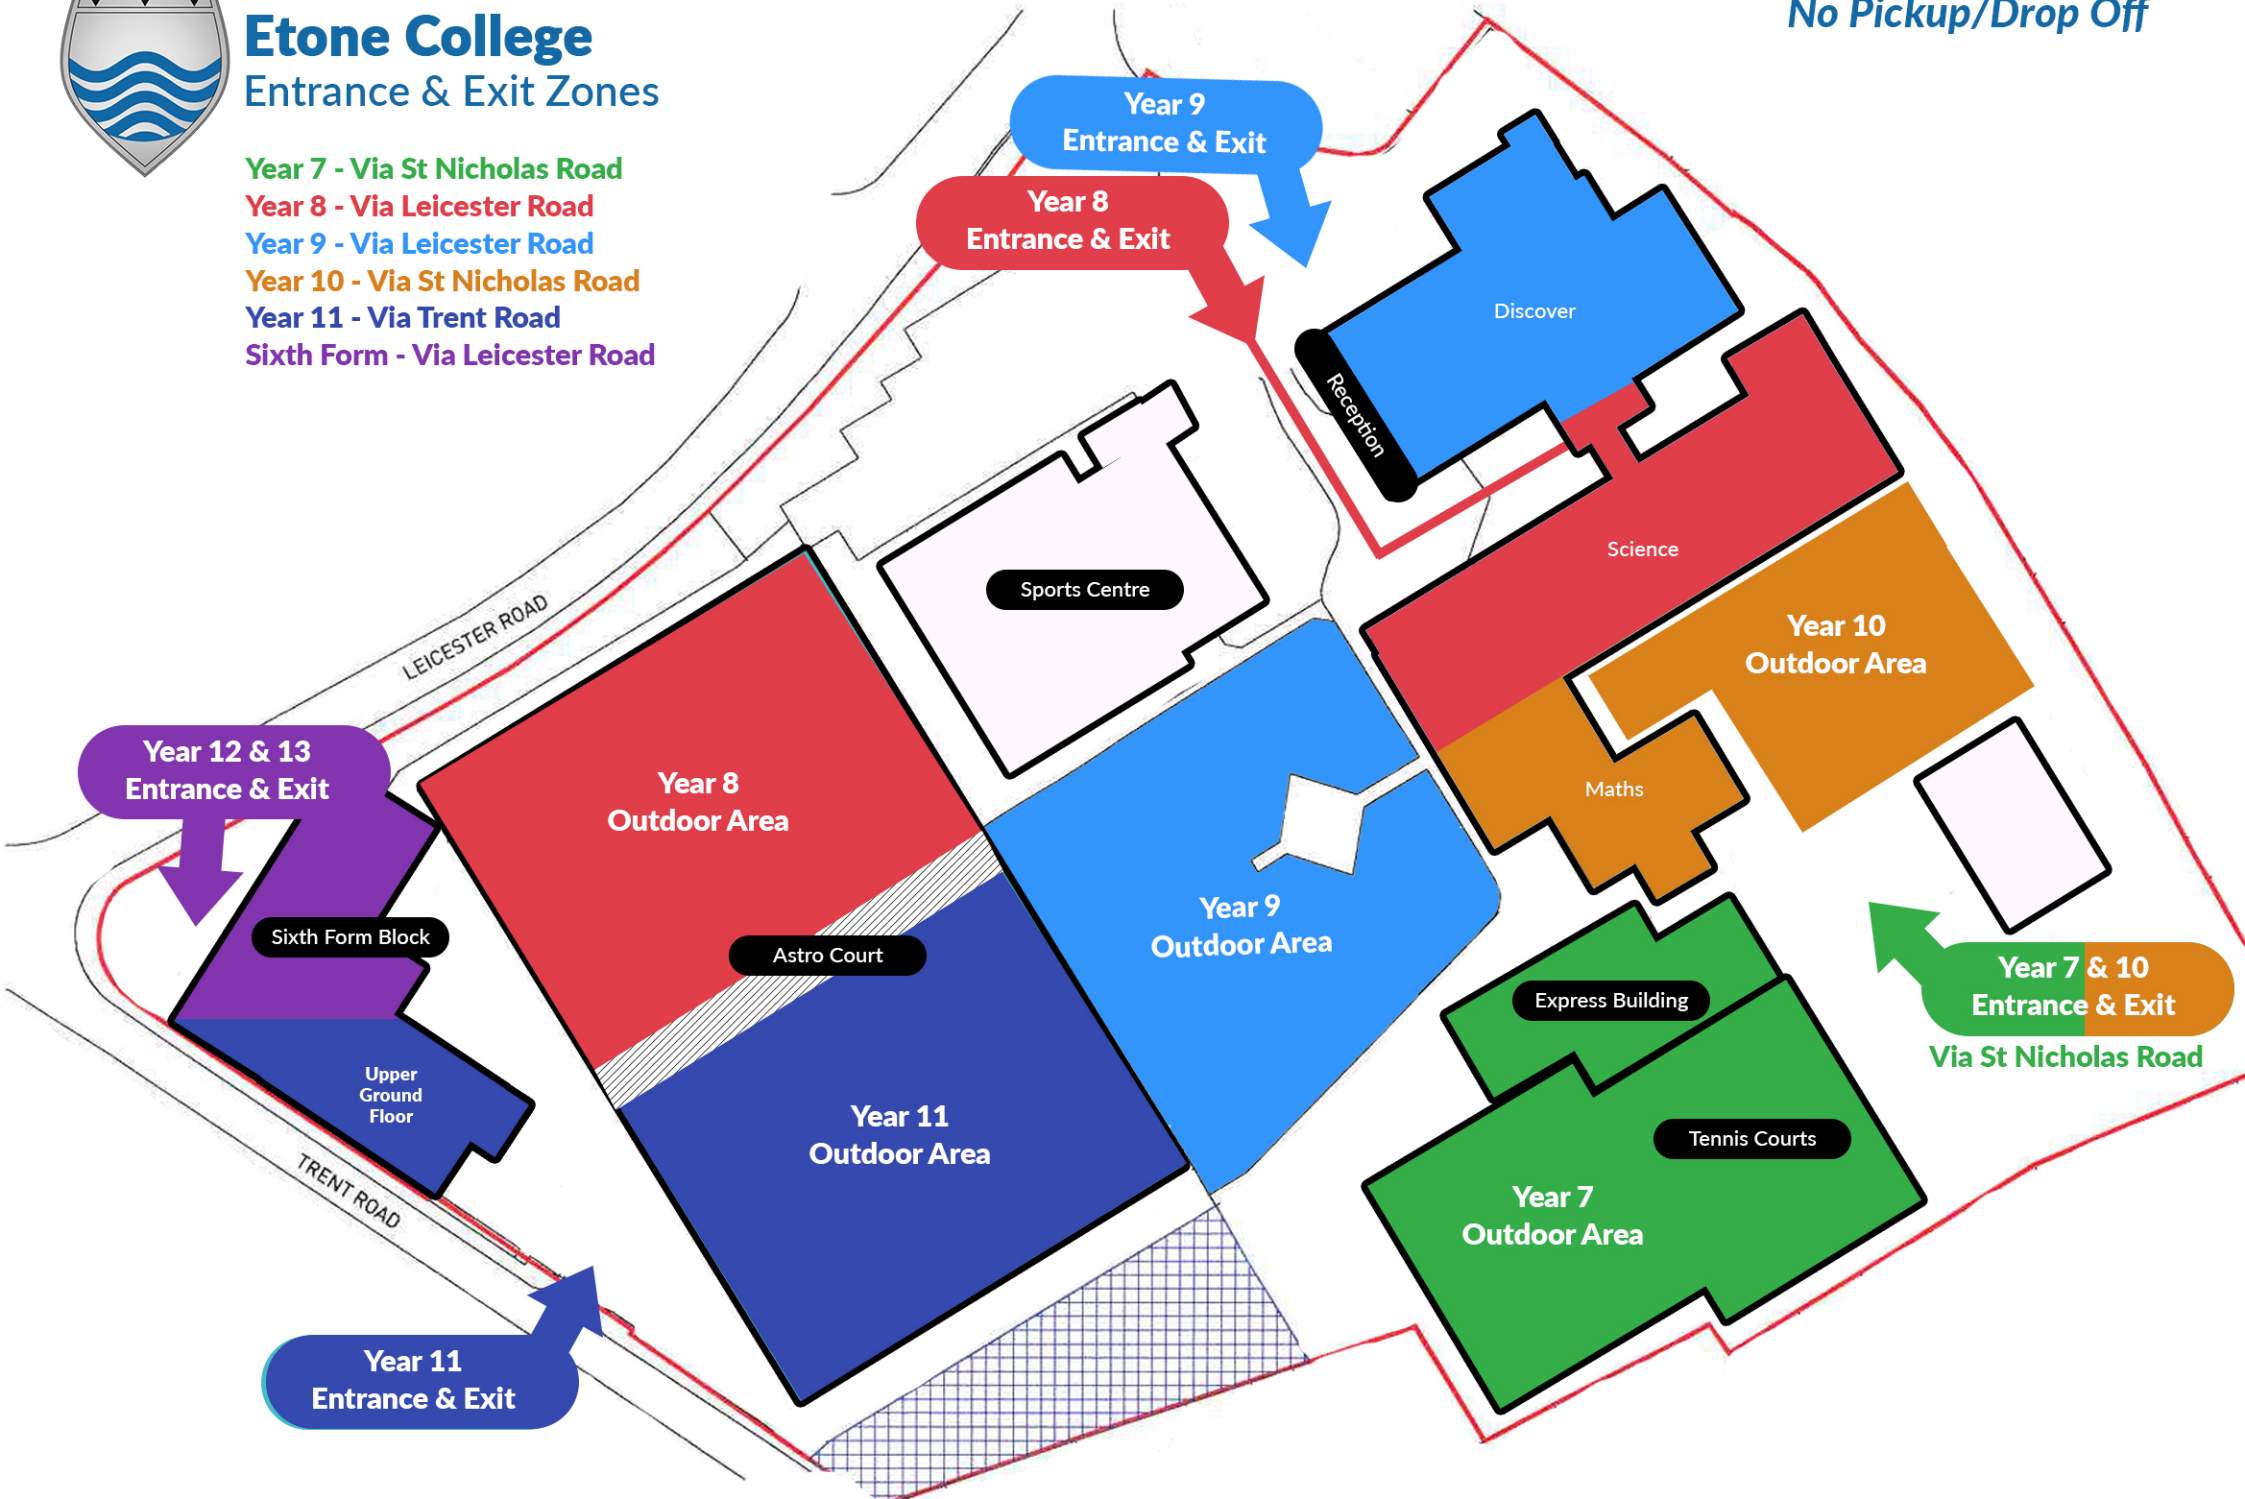 No Pickup/Drop Off
Etone College
Entrance & Exit Zones
Year 7 - Via St Nicholas Road
Year 8 - Via Leicester Road
Year 9 - Via Leicester Road
Year 10 - Via St Nicholas Road
Year 11 - Via Trent Road
Sixth Form - Via Leicester Road
Year 9
Entrance & Exit
Year 8
Entrance & Exit
Discover
Reception
Science
Sports Centre
LEICESTER ROAD
Year 10
Outdoor Area
Year 12 & 13
Entrance & Exit
Year 8
Outdoor Area
Maths
Sixth Form Block
Astro Court
Year 9
Outdoor Area
Express Building
Year 7 & 10
Entrance & Exit
Via St Nicholas Road
Upper
Ground
Floor
Year 11
Outdoor Area
Tennis Courts
TRENT ROAD
Year 7
Outdoor Area
Year 11
Entrance & Exit